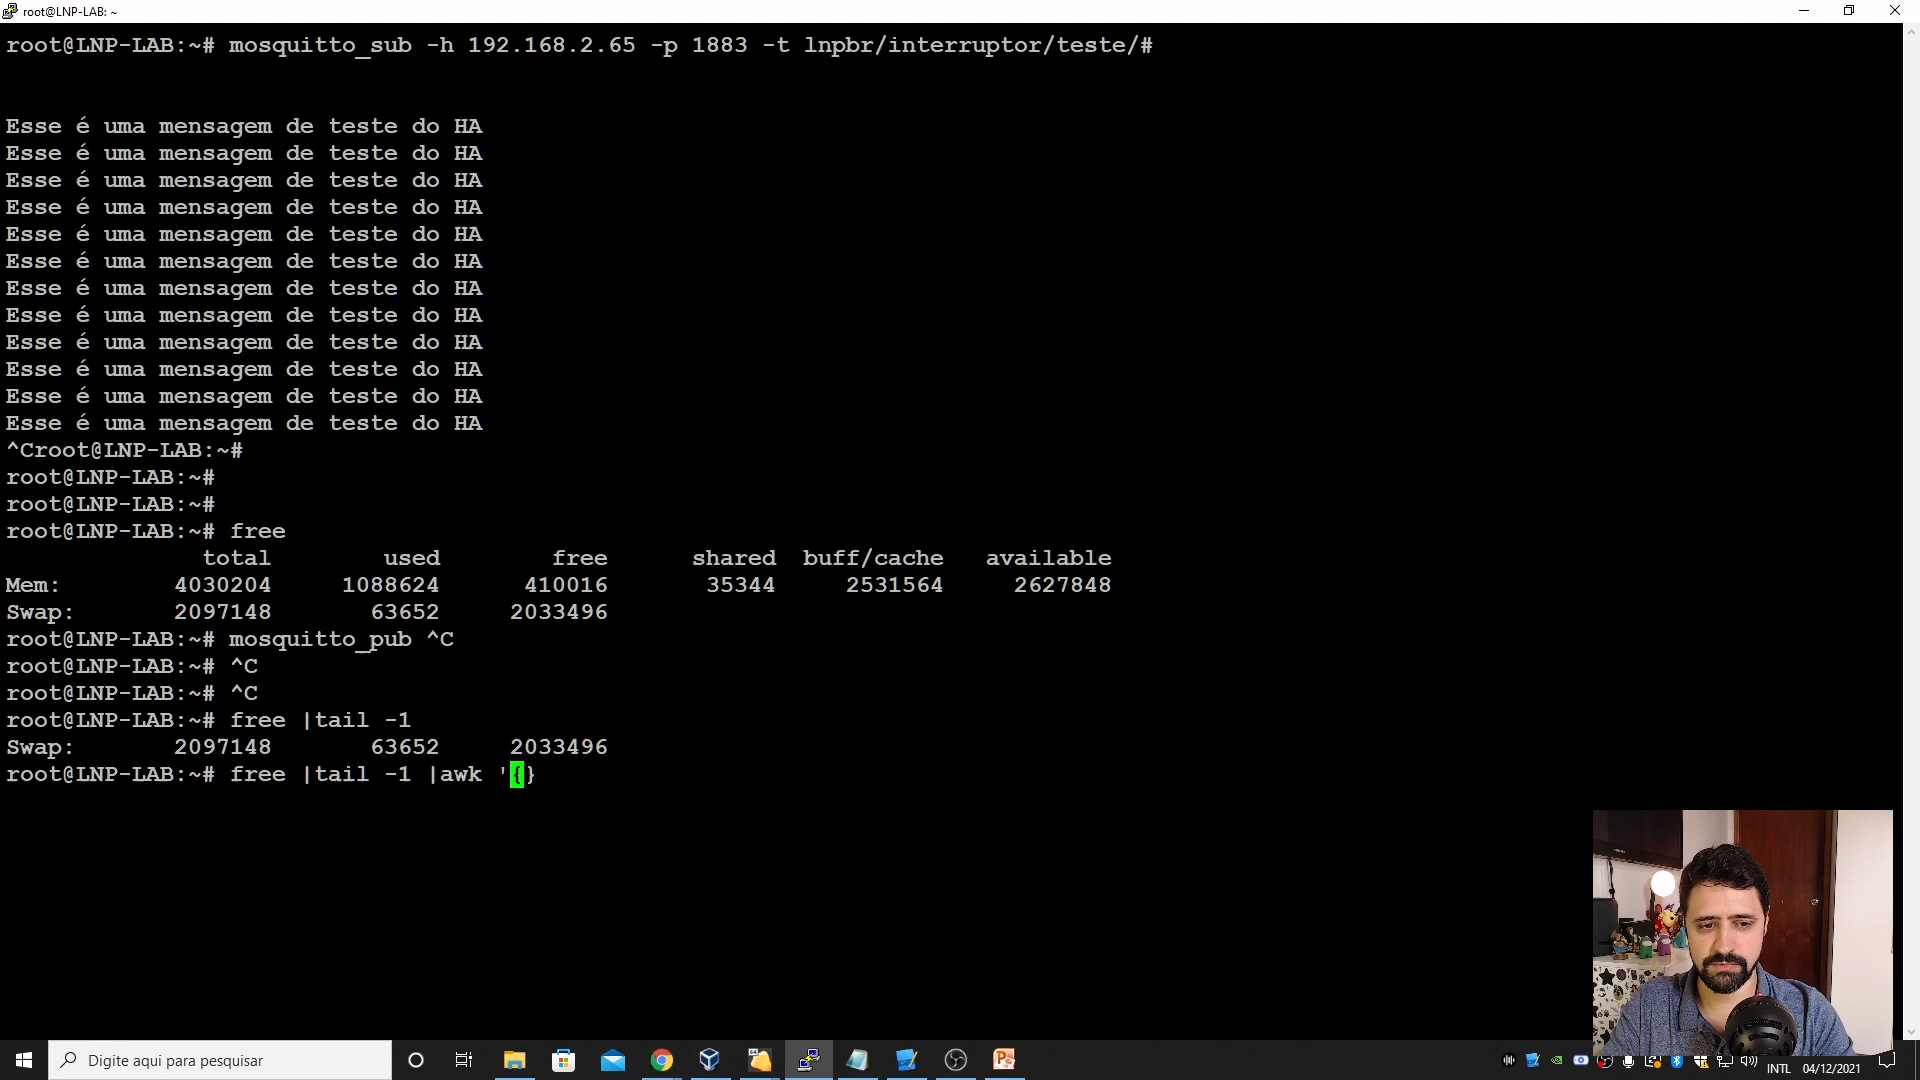 root@LNP-LAB: ~
root@LNP-LAB:~# mosquitto_sub -h 192.168.2.65 -p 1883 -t lnpbr/interruptor/teste/#
Esse é uma mensagem de teste do HA
Esse é uma mensagem de teste do HA
Esse é uma mensagem de teste do HA
Esse é uma mensagem de teste do HA
Esse é uma mensagem de teste do HA
Esse é uma mensagem de teste do HA
Esse é uma mensagem de teste do HA
Esse é uma mensagem de teste do HA
Esse é uma mensagem de teste do HA
Esse é uma mensagem de teste do HA
Esse é uma mensagem de teste do HA
Esse é uma mensagem de teste do HA
^Croot@LNP-LAB:~#
root@LNP-LAB:~#
root@LNP-LAB:~#
root@LNP-LAB:~# free
total used free shared buff/cache available
Mem: 4030204 1088624 410016 35344 2531564 2627848
Swap: 2097148 63652 2033496
root@LNP-LAB:~# mosquitto_pub ^C
root@LNP-LAB:~# ^C
root@LNP-LAB:~# ^C
root@LNP-LAB:~# free |tail -1
Swap: 2097148 63652 2033496
root@LNP-LAB:~# free |tail -1 |awk '{}
Digite aqui para pesquisar
INTL 04/12/2021